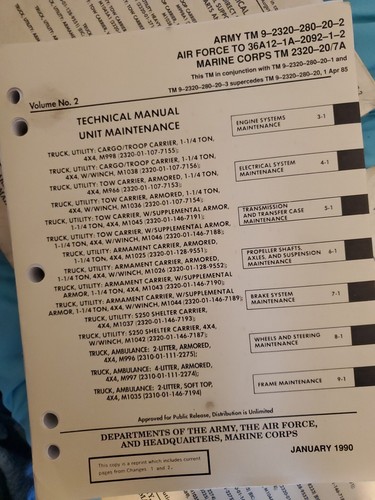 ARMY TM 9-2320-280-20-2
AIR FORCE TO 36A12-1A-2092-1-2
MARINE CORPS TM 2320-20/7A
This TM in conjunction with TM 9-2320-280-20-1 and
TM 9-2320-280-20-3 supercedes TM 9-2320-280-20, 1 Apr 85
Volume No. 2
TECHNICAL MANUAL
UNIT MAINTENANCE
TRUCK, UTILITY: CARGO/TROOP CARRIER, 1-1/4 TON,
4X4, M998 (2320-01-107-7155);
TRUCK, UTILITY: CARGO/TROOP CARRIER, 1-1/4 TON,
4X4, W/WINCH, M1038 (2320-01-107-7156);
TRUCK, UTILITY: TOW CARRIER, ARMORED, 1-1/4 TON,
4X4, M966 (2320-01-107-7153);
TRUCK, UTILITY: TOW CARRIER, ARMORED, 1-1/4 TON,
4X4, W/WINCH, M1036 (2320-01-107-7154);
TRUCK, UTILITY: TOW CARRIER, W/SUPPLEMENTAL ARMOR,
1-1/4 TON, 4X4, M1045 (2320-01-146-7191);
TRUCK, UTILITY: TOW CARRIER, W/SUPPLEMENTAL ARMOR,
1-1/4 TON, 4X4, W/WINCH, M1046 (2320-01-146-7188);
TRUCK, UTILITY: ARMAMENT CARRIER, ARMORED,
1-1/4 TON, 4X4, M1025 (2320-01-128-9551);
TRUCK, UTILITY: ARMAMENT CARRIER, ARMORED,
1-1/4 TON, 4X4, W/WINCH, M1026 (2320-01-128-9552);
TRUCK, UTILITY: ARMAMENT CARRIER, W/SUPPLEMENTAL
ARMOR, 1-1/4 TON, 4X4, M1043 (2320-01-146-7190);
TRUCK, UTILITY: ARMAMENT CARRIER, W/SUPPLEMENTAL
ARMOR, 1-1/4 TON, 4X4, W/WINCH, M1044 (2320-01-146-7189);
TRUCK, UTILITY: S250 SHELTER CARRIER,
4X4, M1037 (2320-01-146-7193);
TRUCK, UTILITY: S250 SHELTER CARRIER, 4X4,
W/WINCH, M1042 (2320-01-146-7187);
TRUCK, AMBULANCE: 2-LITTER, ARMORED,
4X4, M996 (2310-01-111-2275);
TRUCK, AMBULANCE: 4-LITTER, ARMORED,
4X4, M997 (2310-01-111-2274);
TRUCK, AMBULANCE: 2-LITTER, SOFT TOP,
4X4, M1035 (2310-01-146-7194)
ENGINE SYSTEMS
MAINTENANCE 3-1
ELECTRICAL SYSTEM
MAINTENANCE 4-1
TRANSMISSION
AND TRANSFER CASE 5-1
MAINTENANCE
PROPELLER SHAFTS,
AXLES, AND SUSPENSION 6-1
MAINTENANCE
BRAKE SYSTEM
MAINTENANCE 7-1
WHEELS AND STEERING
MAINTENANCE 8-1
FRAME MAINTENANCE 9-1
Approved for Public Release, Distribution is Unlimited
DEPARTMENTS OF THE ARMY, THE AIR FORCE,
AND HEADQUARTERS, MARINE CORPS
JANUARY 1990
This copy is a reprint which includes current
pages from Changes 1 and 2.